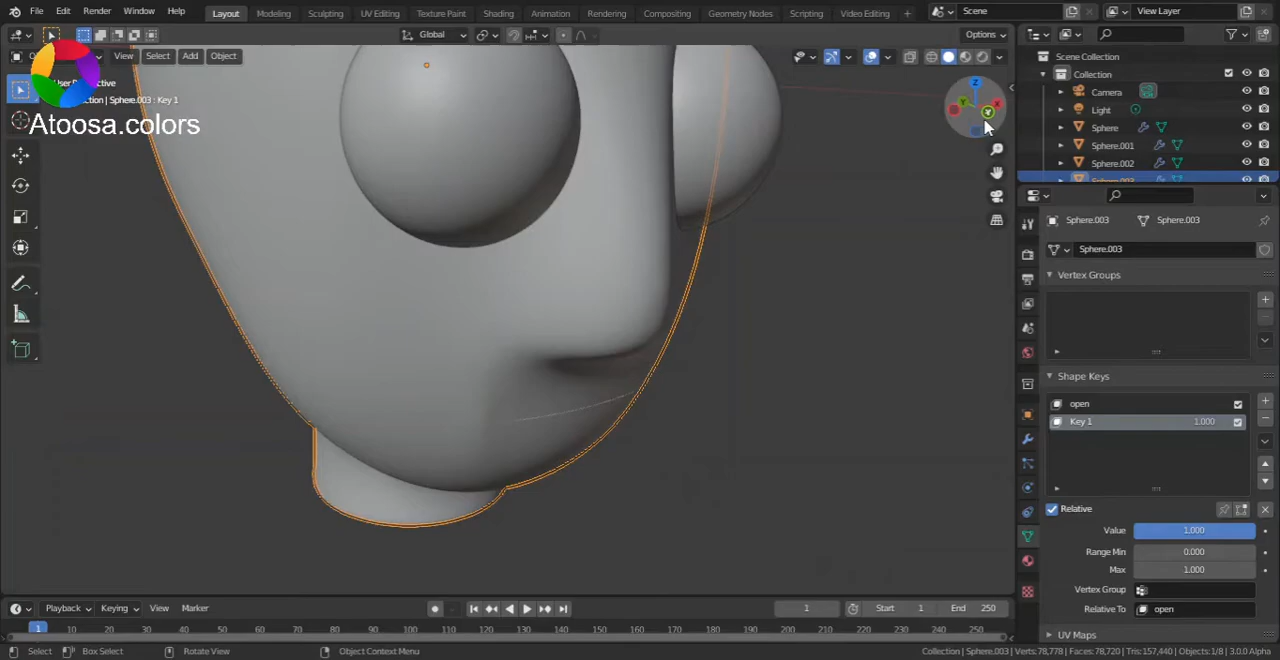 File Edit Render Window Help Layout Modeling Sculpting UV Editing Texture Paint Shading Animation Rendering Compositing Geometry Nodes Scripting Video Editing + Scene View Layer
Global Options
View Select Add Object
User Perspective
Collection | Sphere.003 : Key 1
Atoosa.colors
Z
Y
X
Y
Scene Collection
Collection
Camera
Light
Sphere
Sphere.001
Sphere.002
Sphere.003
Sphere.003 Sphere.003
Sphere.003
Vertex Groups
Shape Keys
open
Key 1 1.000
Relative
Value 1.000
Range Min 0.000
Max 1.000
Vertex Group
Relative To open
UV Maps
Playback Keying View Marker 1 Start 1 End 250
1 10 20 30 40 50 60 70 80 90 100 110 120 130 140 150 160 170 180 190 200 210 220 230 240 250
Select Box Select Rotate View Object Context Menu Collection | Sphere.003 | Verts:78,778 | Faces:78,720 | Tris:157,440 | Objects:1/8 | 3.0.0 Alpha